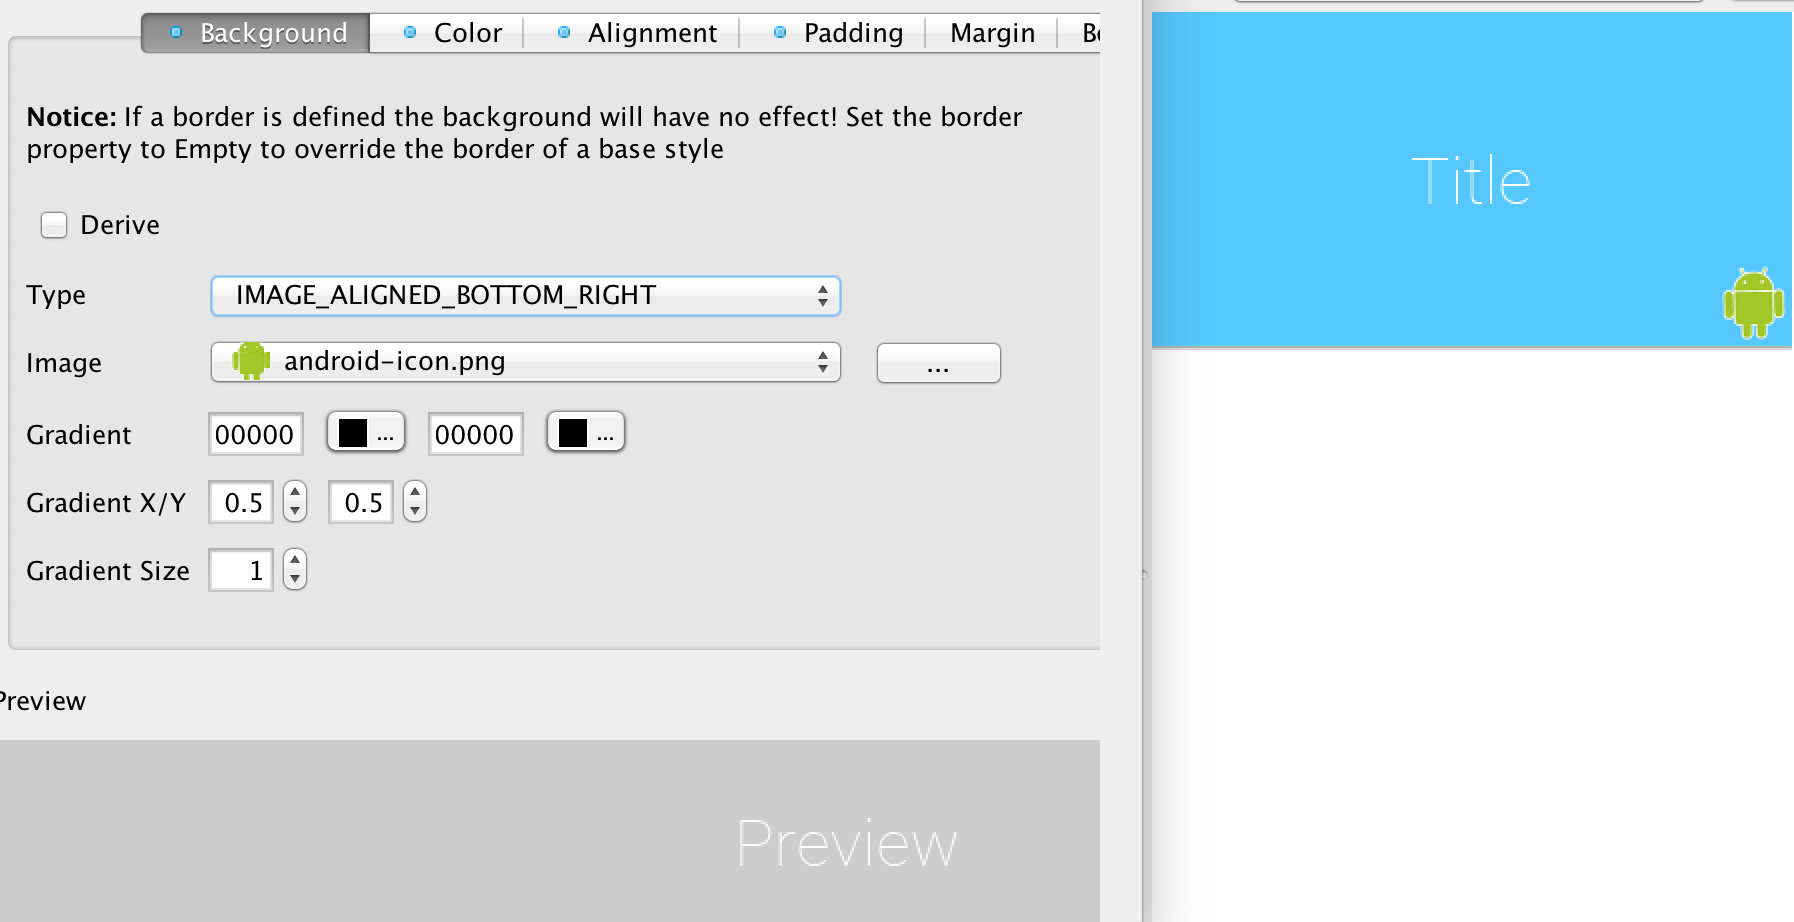 Background Color Alignment Padding Margin
Notice: If a border is defined the background will have no effect! Set the border
property to Empty to override the border of a base style
Derive
Type IMAGE_ALIGNED_BOTTOM_RIGHT
Image android-icon.png ...
Gradient 00000 ... 00000 ...
Gradient X/Y 0.5 0.5
Gradient Size 1
Preview
Preview
Title